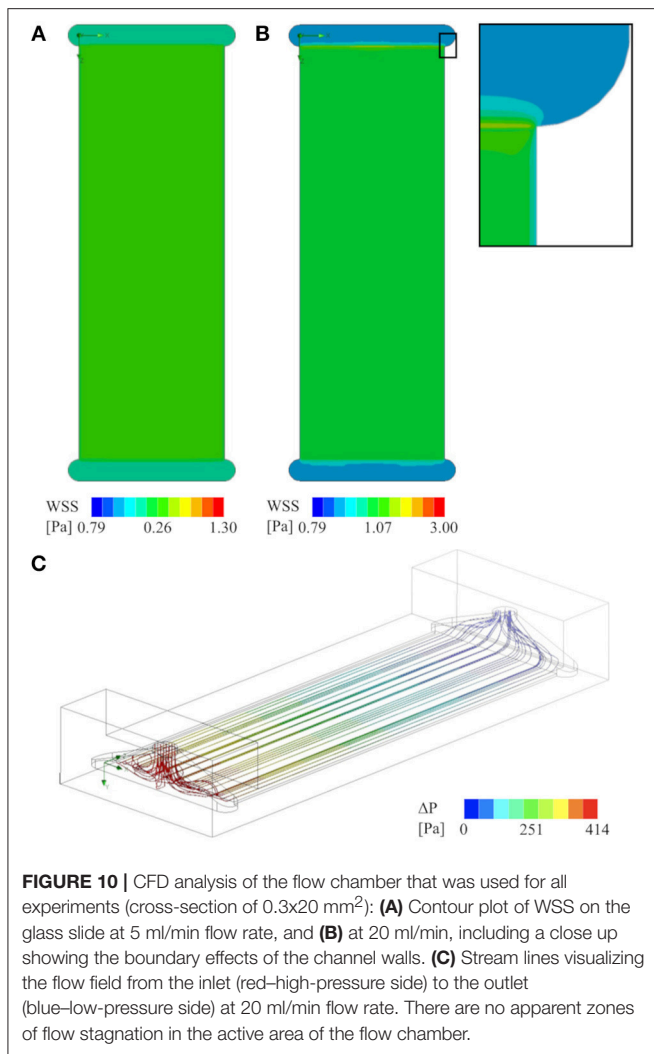 A
B
WSS
[Pa] 0.79 0.26 1.30
WSS
[Pa] 0.79 1.07 3.00
C
ΔP
[Pa] 0 251 414
FIGURE 10 | CFD analysis of the flow chamber that was used for all
experiments (cross-section of 0.3x20 mm²): (A) Contour plot of WSS on the
glass slide at 5 ml/min flow rate, and (B) at 20 ml/min, including a close up
showing the boundary effects of the channel walls. (C) Stream lines visualizing
the flow field from the inlet (red–high-pressure side) to the outlet
(blue–low-pressure side) at 20 ml/min flow rate. There are no apparent zones
of flow stagnation in the active area of the flow chamber.